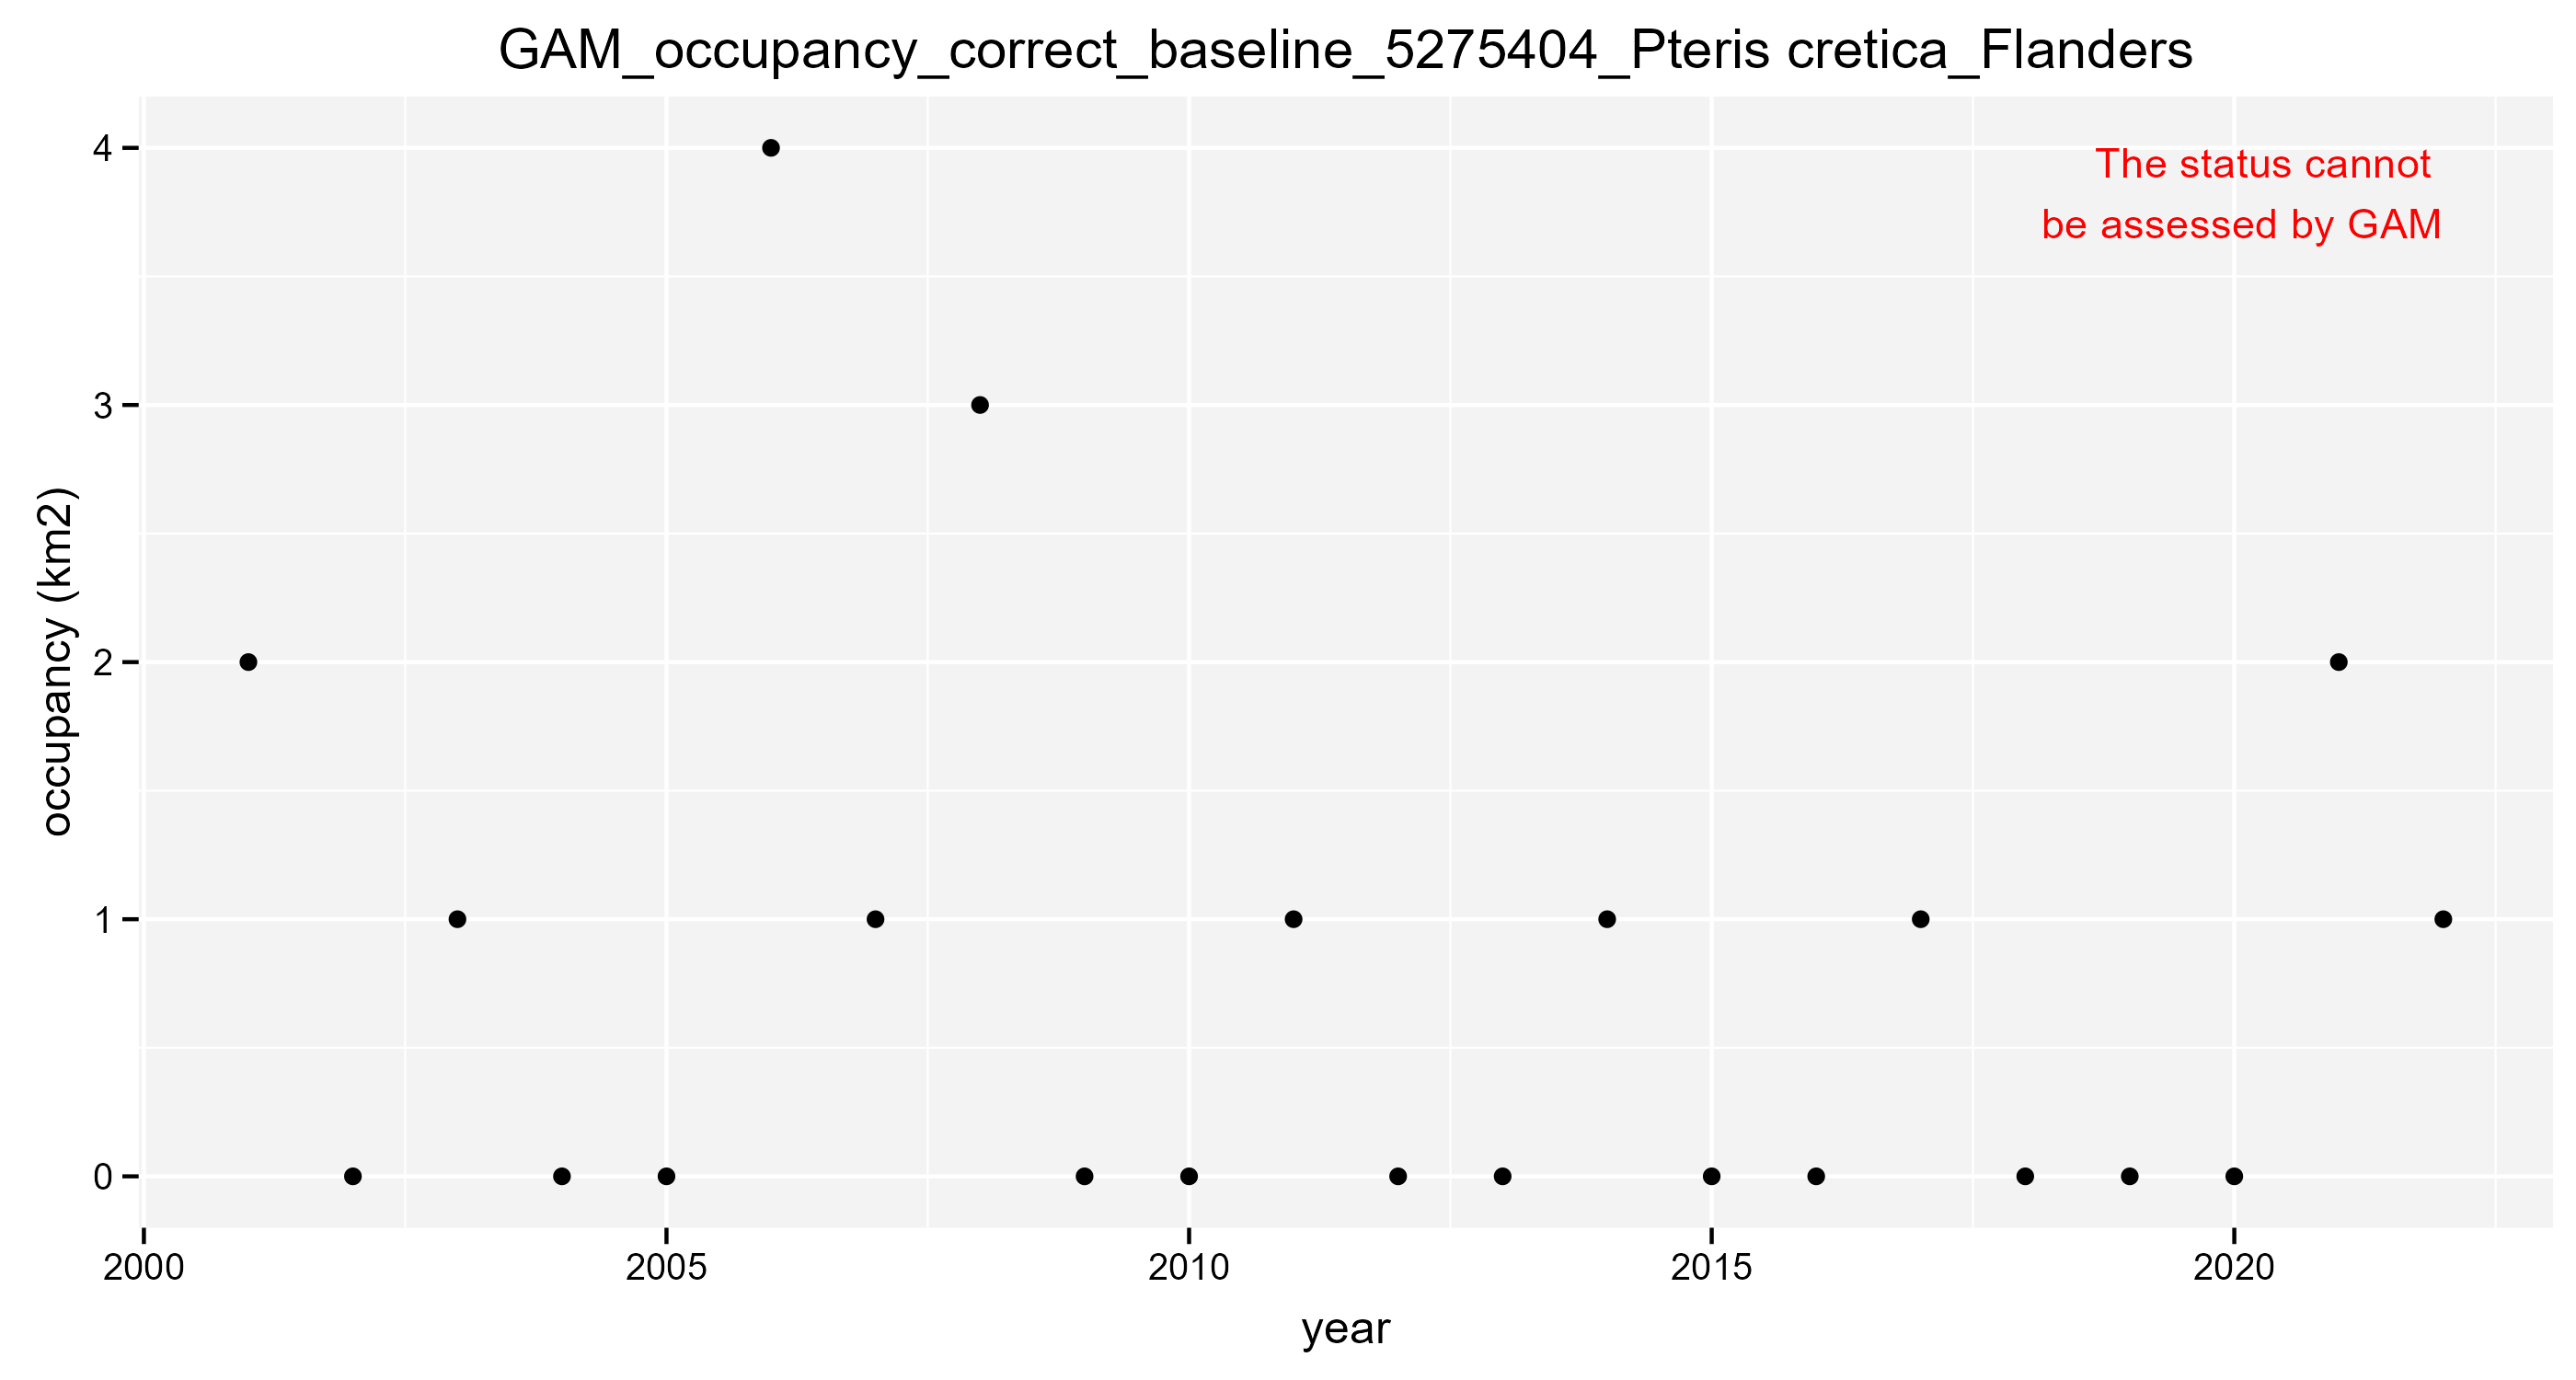 GAM_occupancy_correct_baseline_5275404_Pteris cretica_Flanders
The status cannot
be assessed by GAM
occupancy (km2)
4
3
2
1
0
2000 2005 2010 2015 2020
year